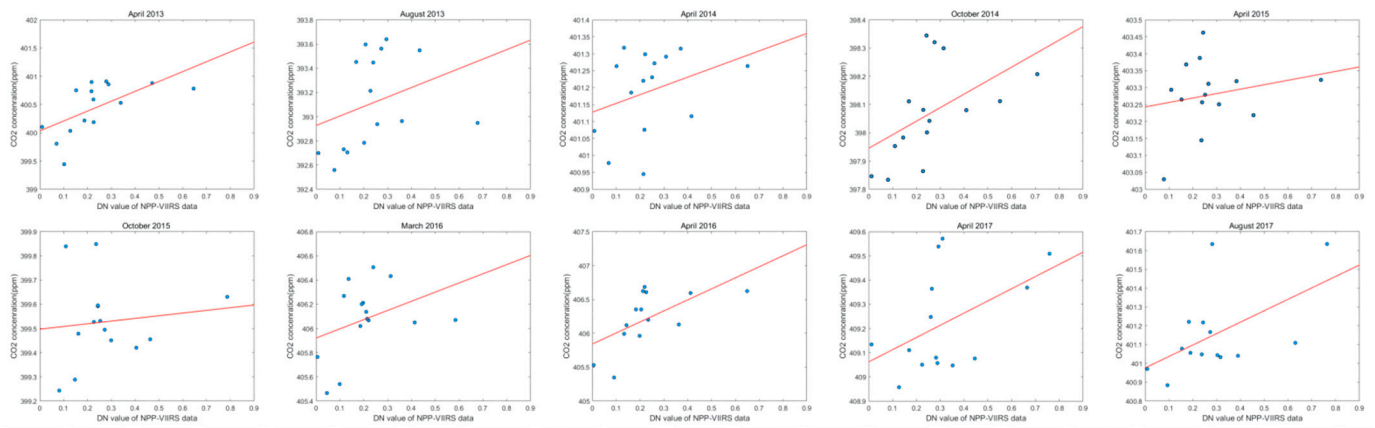 April 2013
402
401.5
401
400.5
400
399.5
399
CO2 concenration(ppm)
0 0.1 0.2 0.3 0.4 0.5 0.6 0.7 0.8 0.9
DN value of NPP-VIIRS data
August 2013
393.8
393.6
393.4
393.2
393
392.8
392.6
392.4
CO2 concenration(ppm)
0 0.1 0.2 0.3 0.4 0.5 0.6 0.7 0.8 0.9
DN value of NPP-VIIRS data
April 2014
401.4
401.35
401.3
401.25
401.2
401.15
401.1
401.05
401
400.95
400.9
CO2 concenration(ppm)
0 0.1 0.2 0.3 0.4 0.5 0.6 0.7 0.8 0.9
DN value of NPP-VIIRS data
October 2014
398.4
398.3
398.2
398.1
398
397.9
397.8
CO2 concenration(ppm)
0 0.1 0.2 0.3 0.4 0.5 0.6 0.7 0.8 0.9
DN value of NPP-VIIRS data
April 2015
403.5
403.45
403.4
403.35
403.3
403.25
403.2
403.15
403.1
403.05
403
CO2 concenration(ppm)
0 0.1 0.2 0.3 0.4 0.5 0.6 0.7 0.8 0.9
DN value of NPP-VIIRS data
October 2015
399.9
399.8
399.7
399.6
399.5
399.4
399.3
399.2
CO2 concenration(ppm)
0 0.1 0.2 0.3 0.4 0.5 0.6 0.7 0.8 0.9
DN value of NPP-VIIRS data
March 2016
406.8
406.6
406.4
406.2
406
405.8
405.6
405.4
CO2 concenration(ppm)
0 0.1 0.2 0.3 0.4 0.5 0.6 0.7 0.8 0.9
DN value of NPP-VIIRS data
April 2016
407.5
407
406.5
406
405.5
405
CO2 concenration(ppm)
0 0.1 0.2 0.3 0.4 0.5 0.6 0.7 0.8 0.9
DN value of NPP-VIIRS data
April 2017
409.6
409.5
409.4
409.3
409.2
409.1
409
408.9
CO2 concenration(ppm)
0 0.1 0.2 0.3 0.4 0.5 0.6 0.7 0.8 0.9
DN value of NPP-VIIRS data
August 2017
401.7
401.6
401.5
401.4
401.3
401.2
401.1
401
400.9
400.8
CO2 concenration(ppm)
0 0.1 0.2 0.3 0.4 0.5 0.6 0.7 0.8 0.9
DN value of NPP-VIIRS data